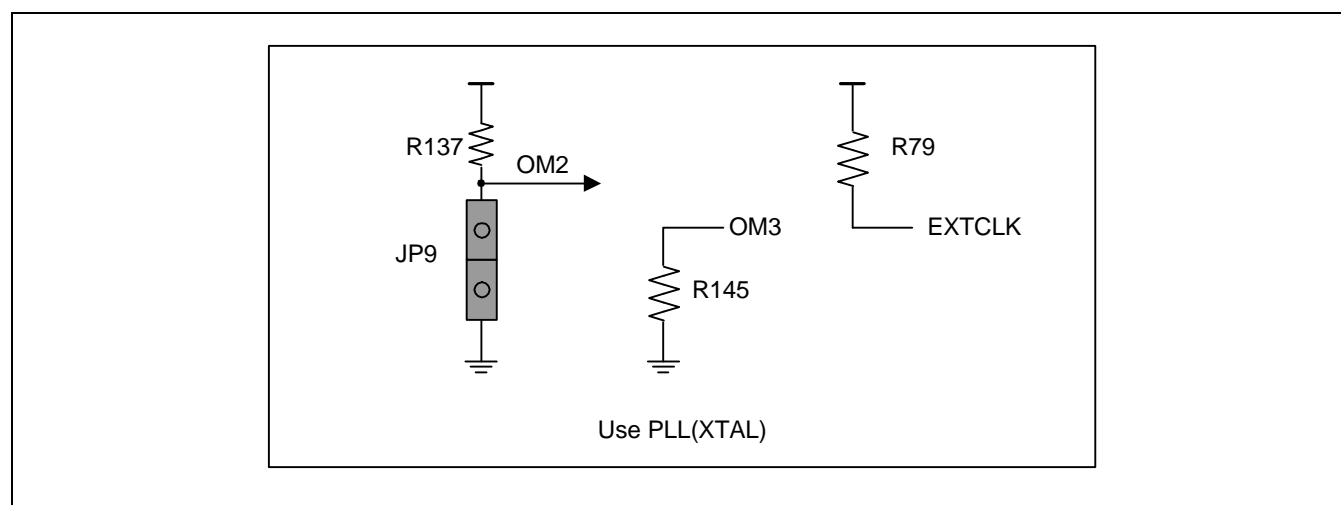 R137
OM2
R79
JP9
OM3
EXTCLK
R145
Use PLL(XTAL)